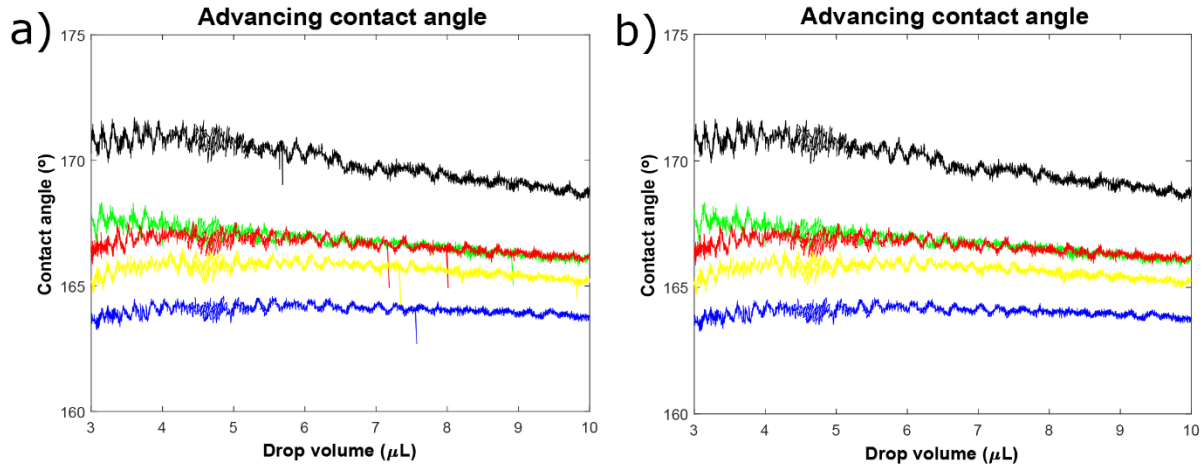 a)
Advancing contact angle
175
170
165
160
Contact angle (º)
3 4 5 6 7 8 9 10
Drop volume (μL)
b)
Advancing contact angle
175
170
165
160
Contact angle (º)
3 4 5 6 7 8 9 10
Drop volume (μL)